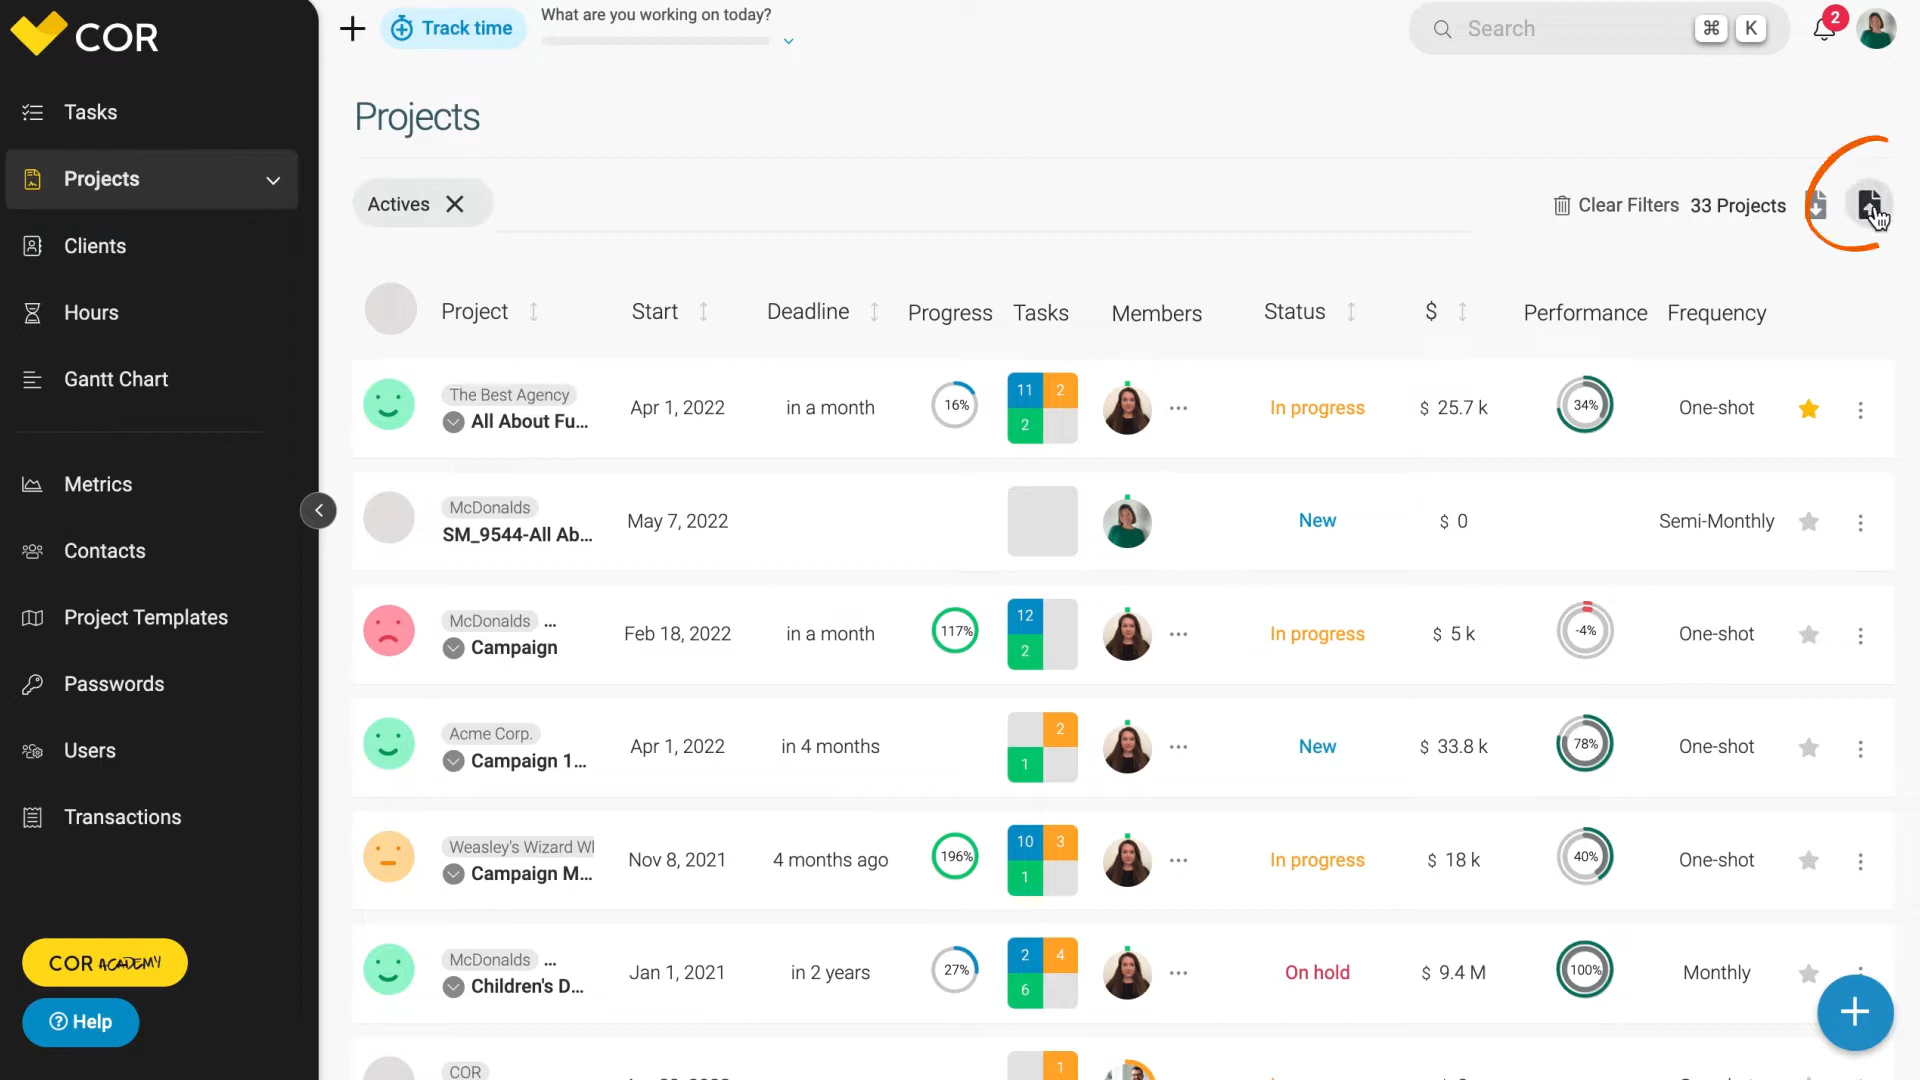 COR
Track time
What are you working on today?
Search
⌘
K
2
Tasks
Projects
Clients
Hours
Gantt Chart
Metrics
Contacts
Project Templates
Passwords
Users
Transactions
COR ACADEMY
Help
Projects
Actives
Clear Filters
33 Projects
Project Start Deadline Progress Tasks Members Status $ Performance Frequency
The Best Agency
All About Fu...
Apr 1, 2022
in a month
16%
11 2
2
In progress
$ 25.7 k
34%
One-shot
McDonalds
SM_9544-All Ab...
May 7, 2022
New
$ 0
Semi-Monthly
McDonalds ...
Campaign
Feb 18, 2022
in a month
117%
12
2
In progress
$ 5 k
-4%
One-shot
Acme Corp.
Campaign 1...
Apr 1, 2022
in 4 months
2
1
New
$ 33.8 k
78%
One-shot
Weasley's Wizard Wl
Campaign M...
Nov 8, 2021
4 months ago
196%
10 3
1
In progress
$ 18 k
40%
One-shot
McDonalds ...
Children's D...
Jan 1, 2021
in 2 years
27%
2 4
6
On hold
$ 9.4 M
100%
Monthly
COR
1